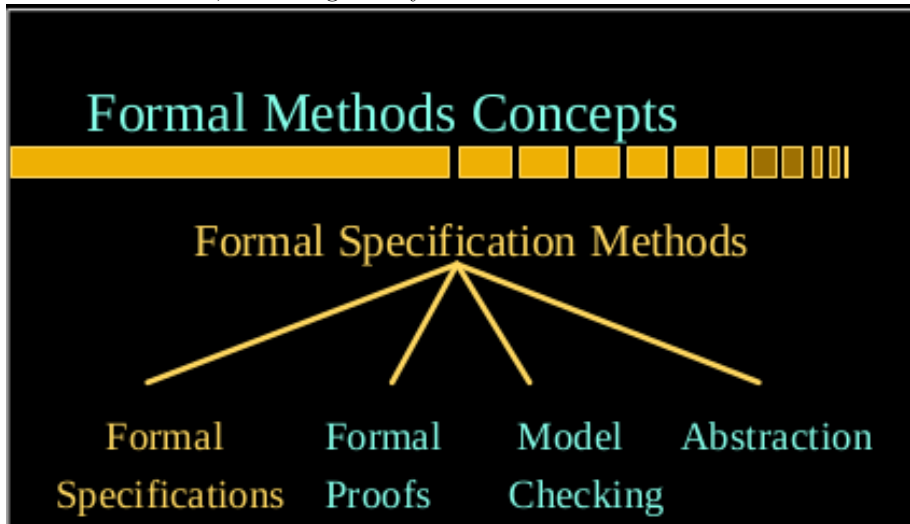 Formal Methods Concepts
Formal Specification Methods
Formal Formal Model Abstraction
Specifications Proofs Checking